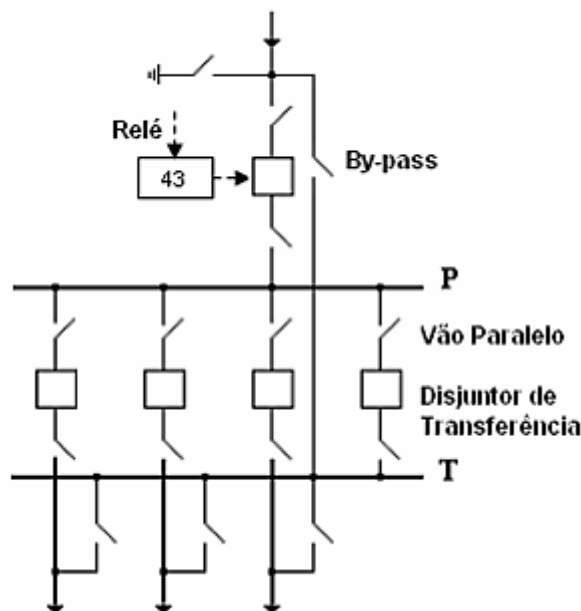 Relé
43
By-pass
P
Vão Paralelo
Disjuntor de
Transferência
T